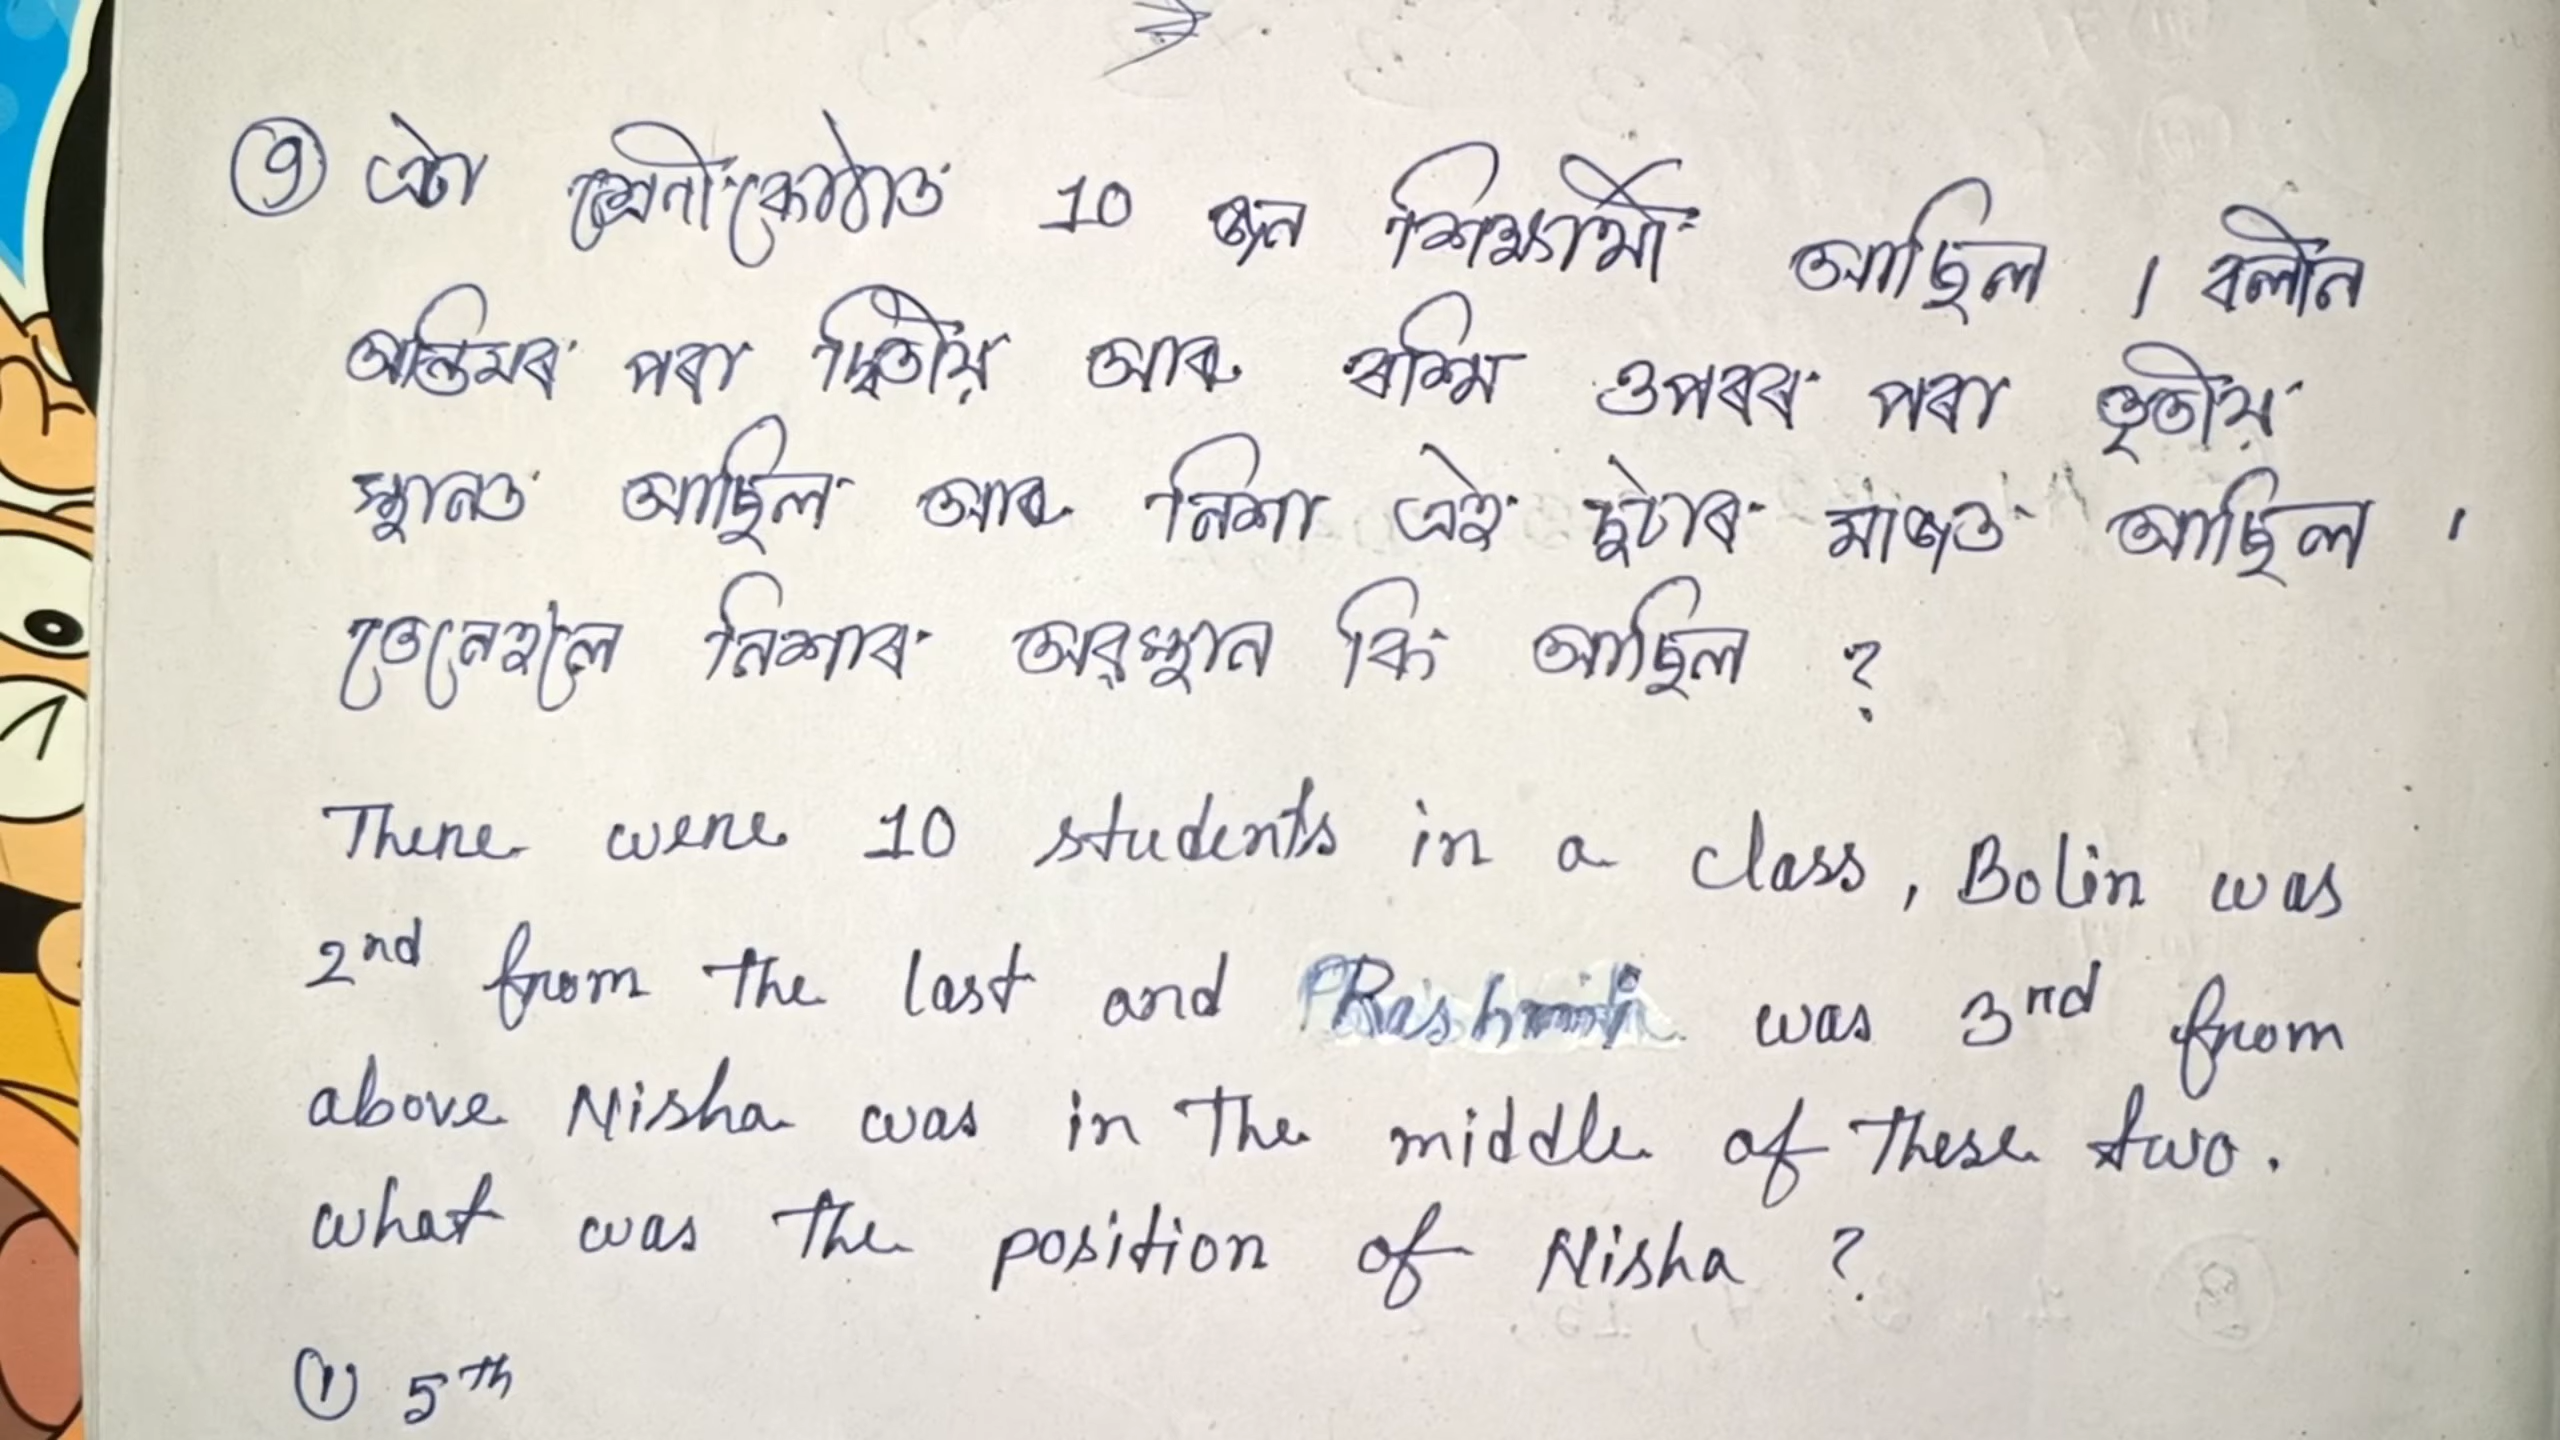 ⑨ এটা শ্ৰেনীকোঠাত 10 জন শিক্ষাৰ্থী আছিল । বলীন
অন্তিমৰ পৰা দ্বিতীয় আৰু ৰশ্মি ওপৰৰ পৰা তৃতীয়
স্থানত আছিল আৰু নিশা এই দুটাৰ মাজত আছিল ।
তেনেহলে নিশাৰ অৱস্থান কি আছিল ?
There were 10 students in a class, Bolin was
2nd from the last and was 3rd from
above Nisha was in the middle of these two.
what was the position of Nisha ?
① 5th